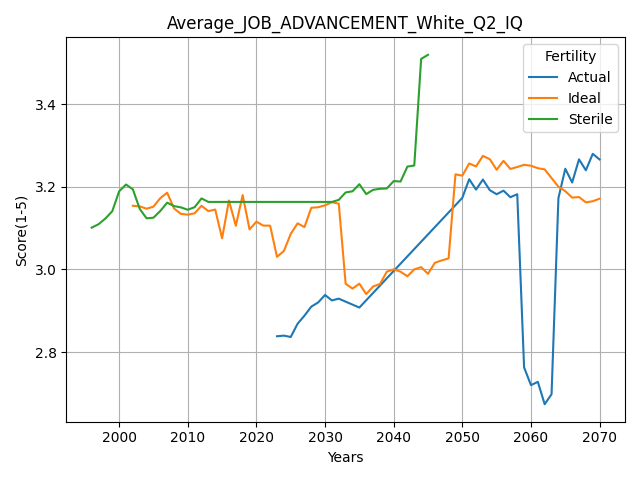 Average_JOB_ADVANCEMENT_White_Q2_IQ
Fertility
Actual
Ideal
Sterile
Score(1-5)
3.4
3.2
3.0
2.8
2000 2010 2020 2030 2040 2050 2060 2070
Years